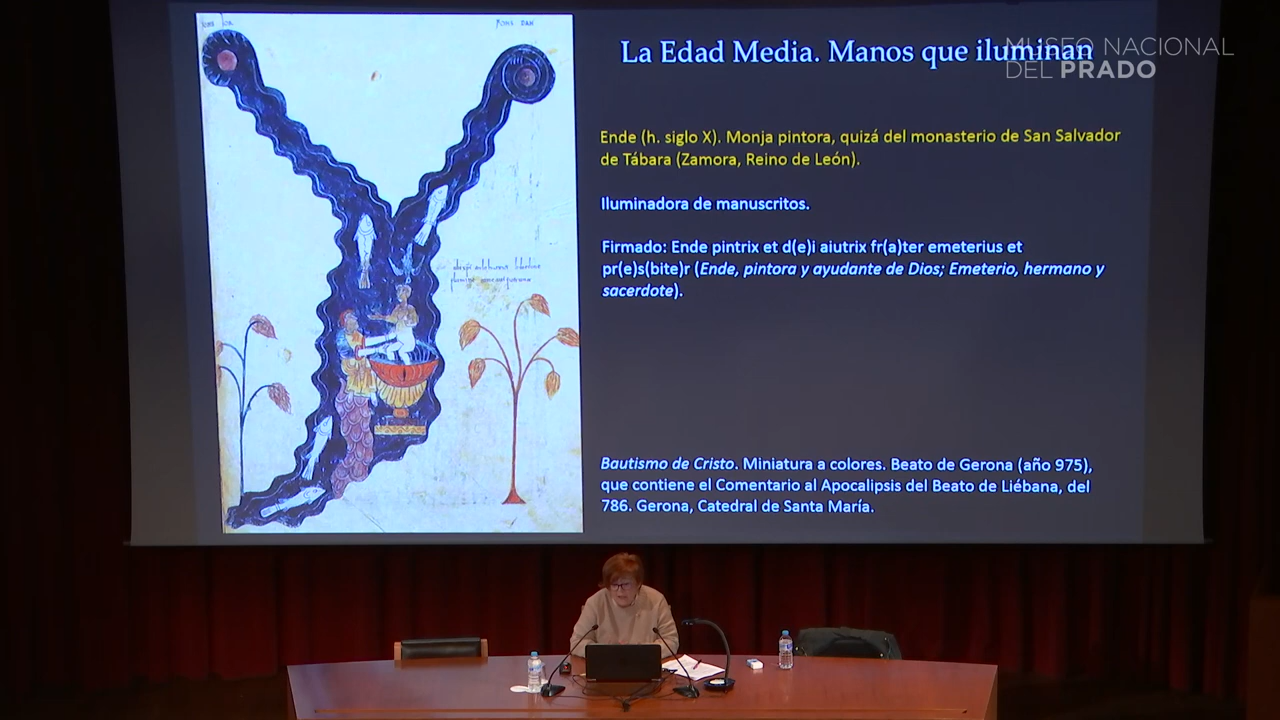 La Edad Media. Manos que iluminan
MUSEO NACIONAL
DEL PRADO
Ende (h. siglo X). Monja pintora, quizá del monasterio de San Salvador
de Tábara (Zamora, Reino de León).
Iluminadora de manuscritos.
Firmado: Ende pintrix et d(e)i aiutrix fr(a)ter emeterius et
pr(e)s(bite)r (Ende, pintora y ayudante de Dios; Emeterio, hermano y
sacerdote).
Bautismo de Cristo. Miniatura a colores. Beato de Gerona (año 975),
que contiene el Comentario al Apocalipsis del Beato de Liébana, del
786. Gerona, Catedral de Santa María.